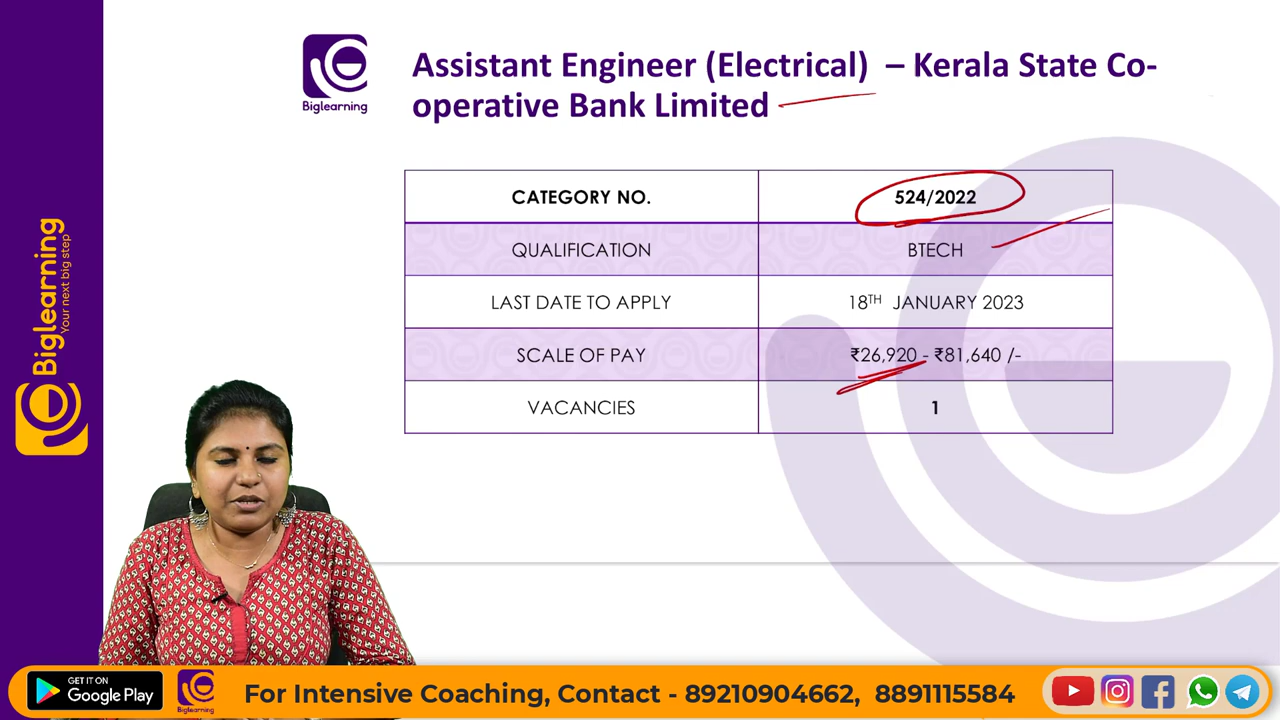 Biglearning
Assistant Engineer (Electrical) – Kerala State Co-
operative Bank Limited
CATEGORY NO. 524/2022
QUALIFICATION BTECH
LAST DATE TO APPLY 18TH JANUARY 2023
SCALE OF PAY ₹26,920 - ₹81,640 /-
VACANCIES 1
Biglearning
Your next big step
GET IT ON
Google Play
Biglearning
For Intensive Coaching, Contact - 89210904662, 8891115584